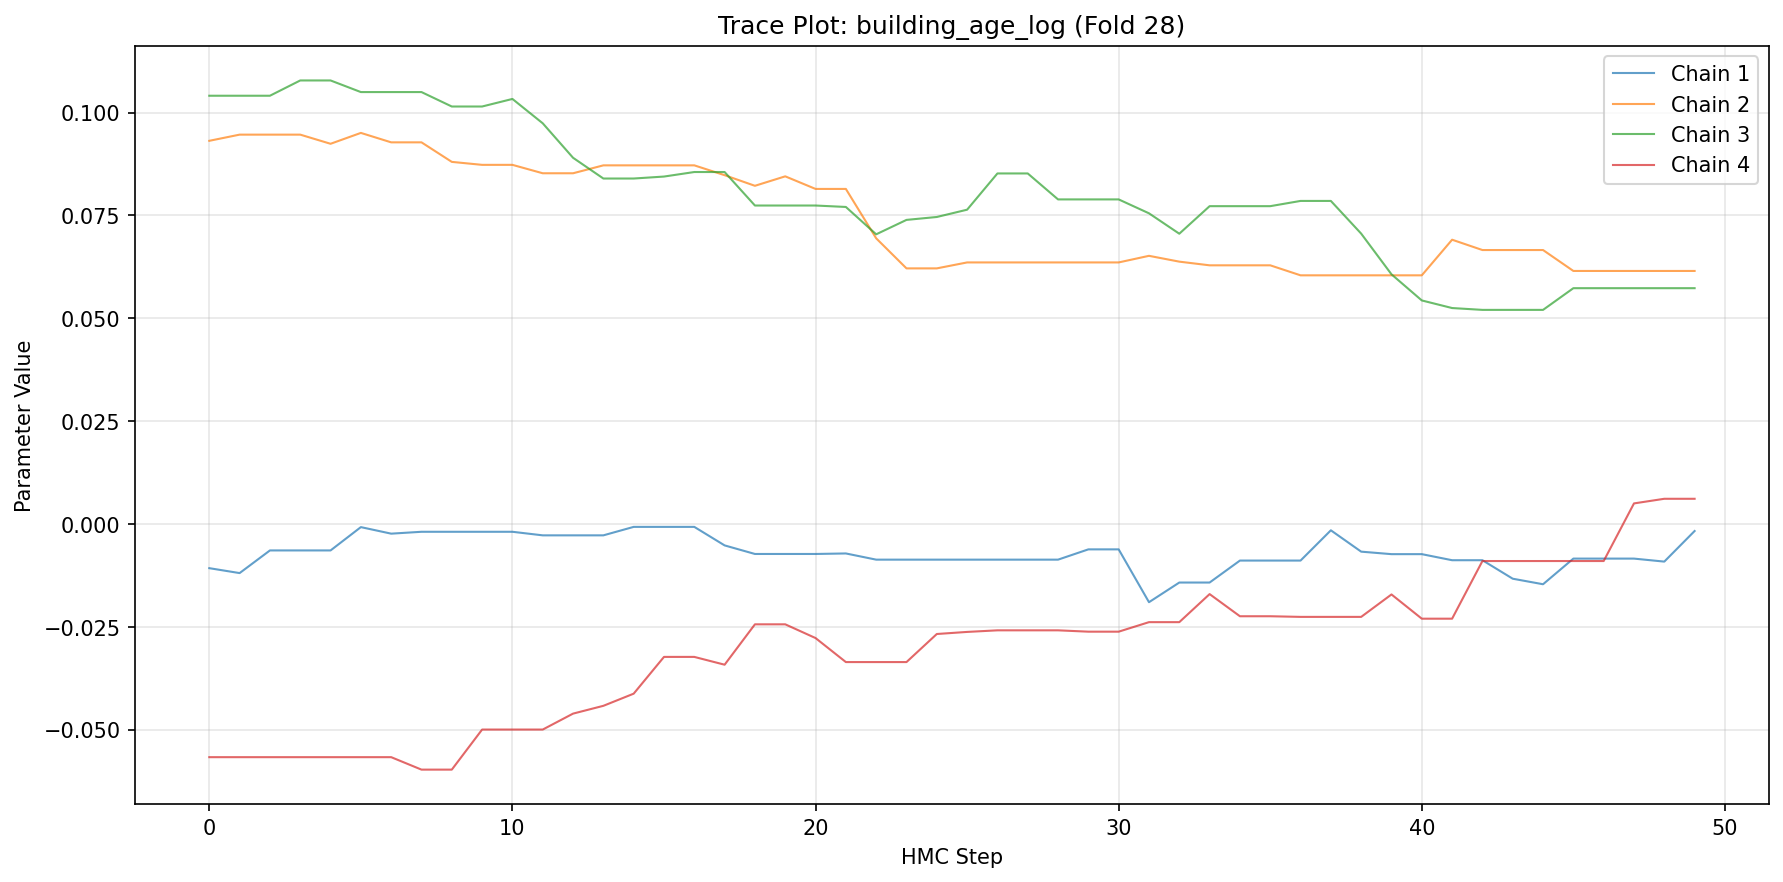 Trace Plot: building_age_log (Fold 28)
Chain 1
Chain 2
Chain 3
Chain 4
Parameter Value
0.100
0.075
0.050
0.025
0.000
−0.025
−0.050
0 10 20 30 40 50
HMC Step